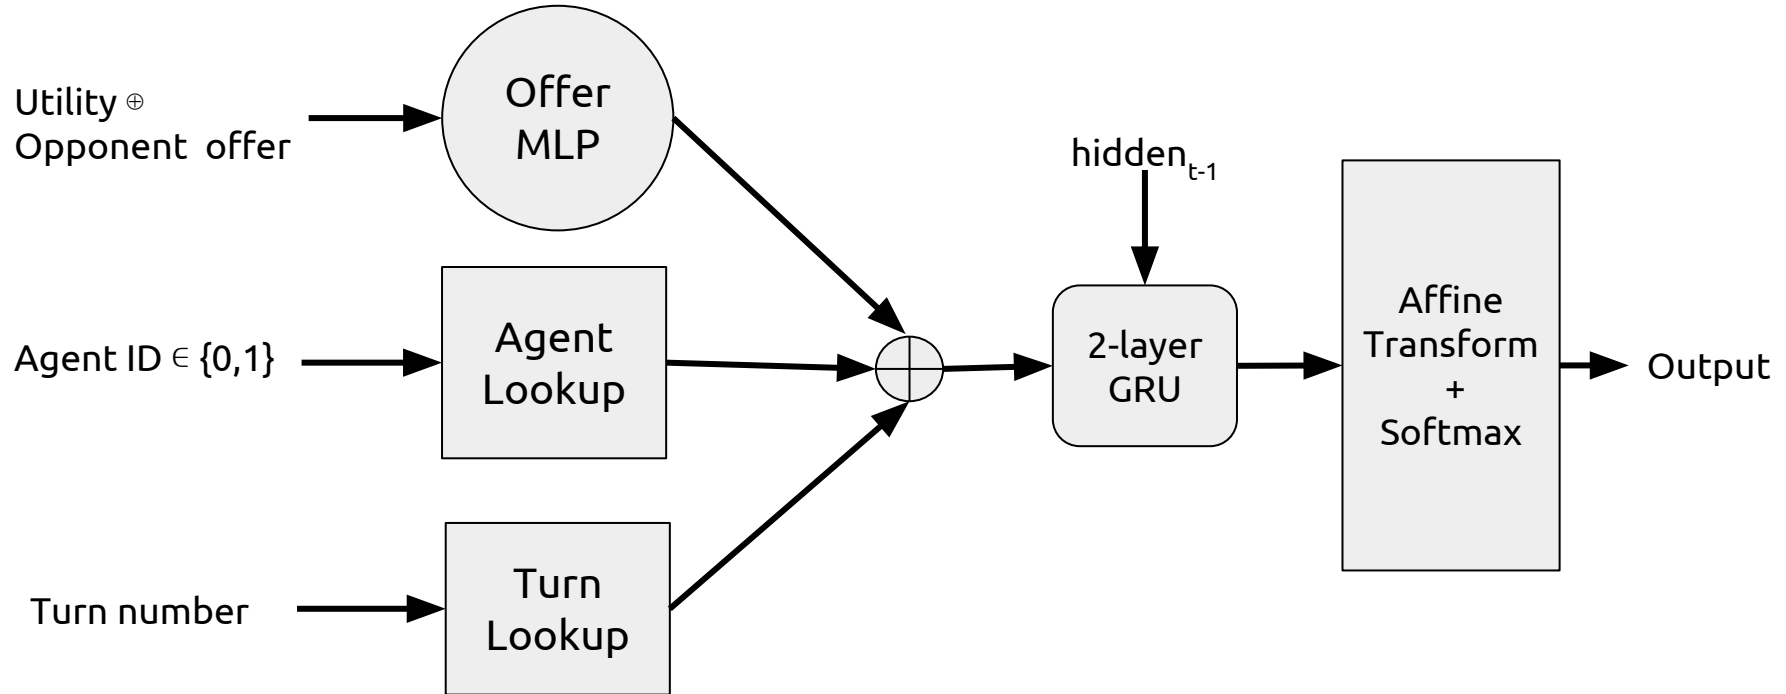 Utility ⊕
Opponent offer
Offer
MLP
Agent ID ∈ {0,1}
Agent
Lookup
Turn number
Turn
Lookup
hidden_{t-1}
2-layer
GRU
Affine
Transform
+
Softmax
Output